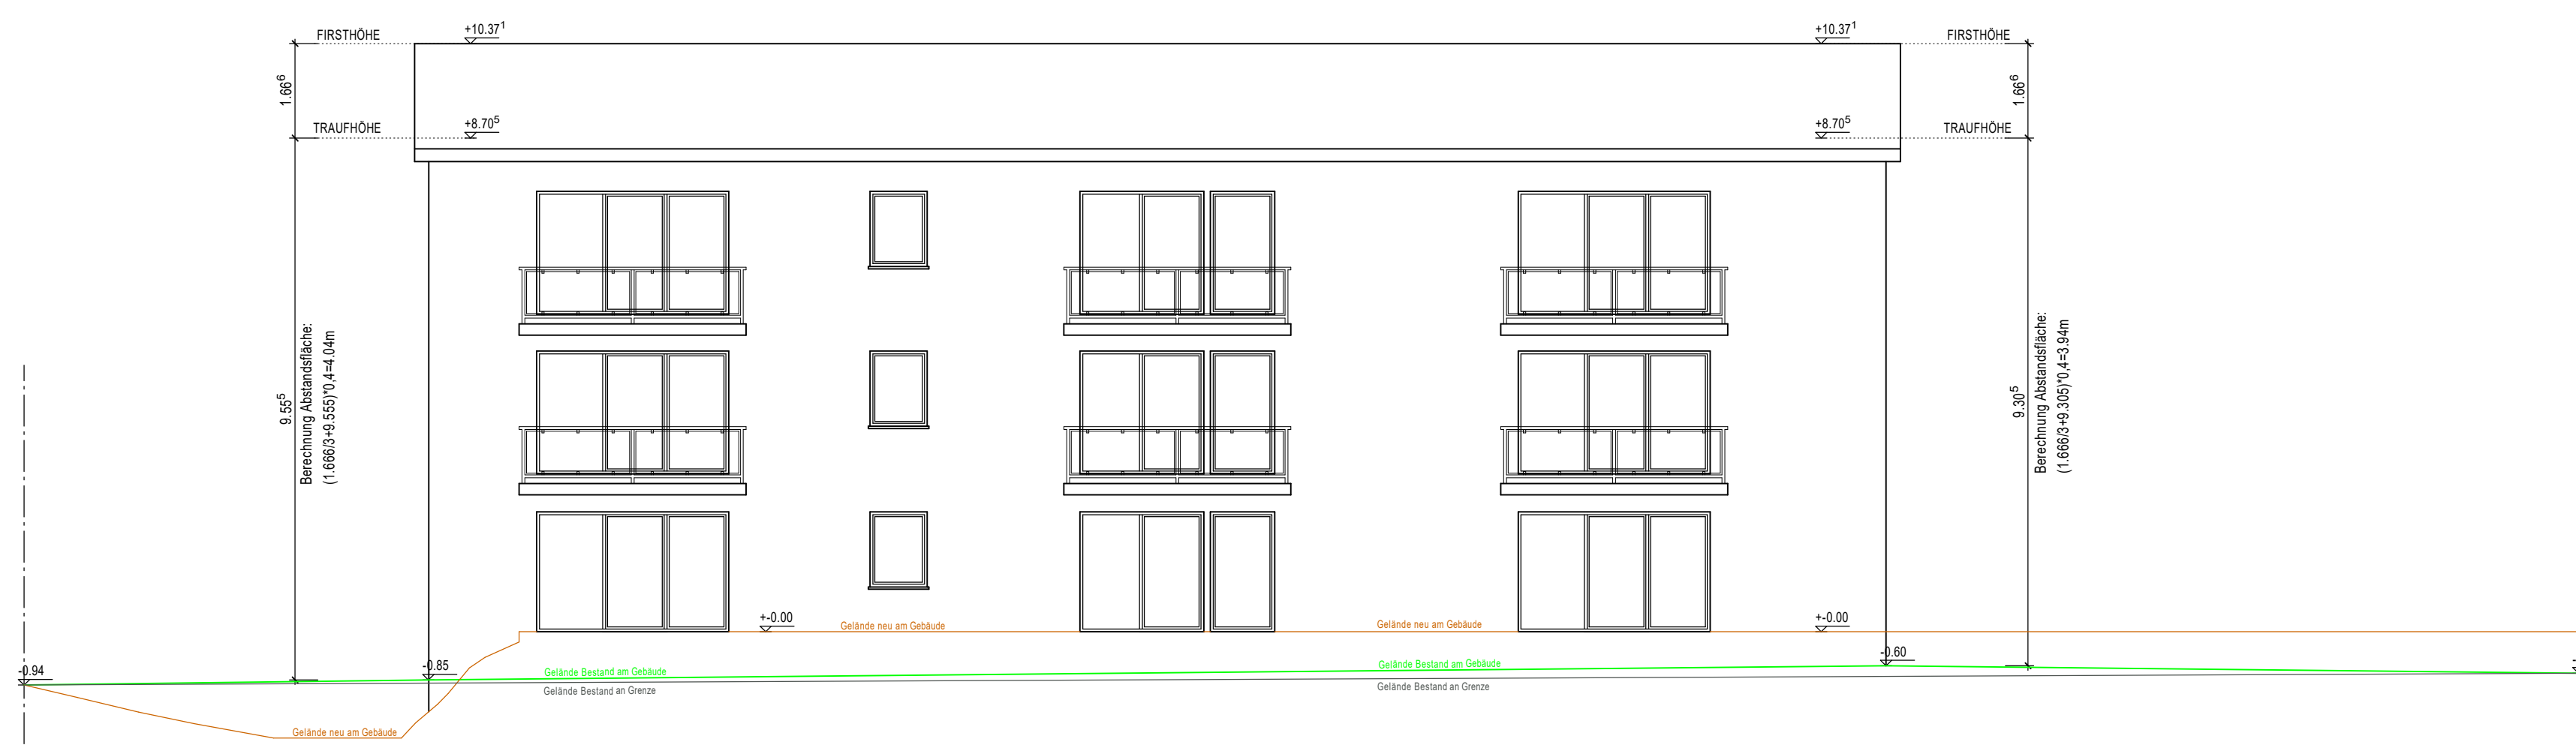 FIRSTHÖHE
+10.37¹
+10.37¹
FIRSTHÖHE
1.66⁶
1.66⁶
TRAUFHÖHE
+8.70⁵
+8.70⁵
TRAUFHÖHE
9.55⁵
Berechnung Abstandsfläche:
(1.666/3+9.555)*0,4=4.04m
9.30⁵
Berechnung Abstandsfläche:
(1.666/3+9.305)*0,4=3.94m
+-0.00
Gelände neu am Gebäude
Gelände neu am Gebäude
+-0.00
-0.94
-0.85
Gelände Bestand am Gebäude
Gelände Bestand am Gebäude
-0.60
Gelände Bestand an Grenze
Gelände Bestand an Grenze
Gelände neu am Gebäude